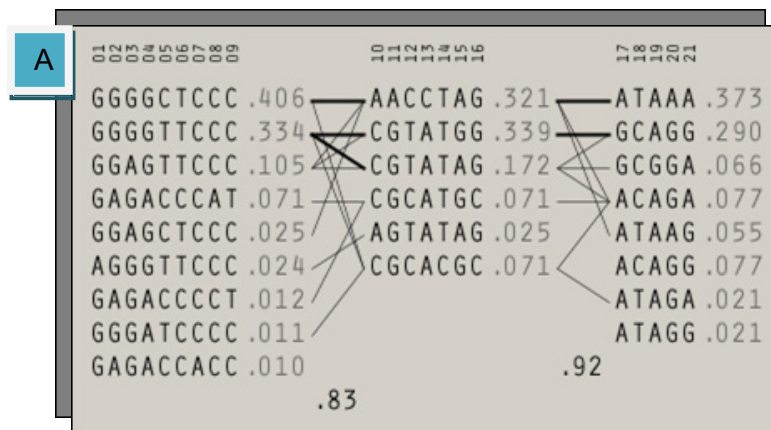 A
01 02 03 04 05 06 07 08 09 10 11 12 13 14 15 16 17 18 19 20 21
GGGGCTCCC .406 AACCTAG .321 ATAAA .373
GGGGTTCCC .334 CGTATGG .339 GCAGG .290
GGAGTTCCC .105 CGTATAG .172 GCGGA .066
GAGACCCAT .071 CGCATGC .071 ACAGA .077
GGAGCTCCC .025 AGTATAG .025 ATAAG .055
AGGGTTCCC .024 CGCACGC .071 ACAGG .077
GAGACCCCT .012 ATAGA .021
GGGATCCCC .011 ATAGG .021
GAGACCACC .010 .92
.83